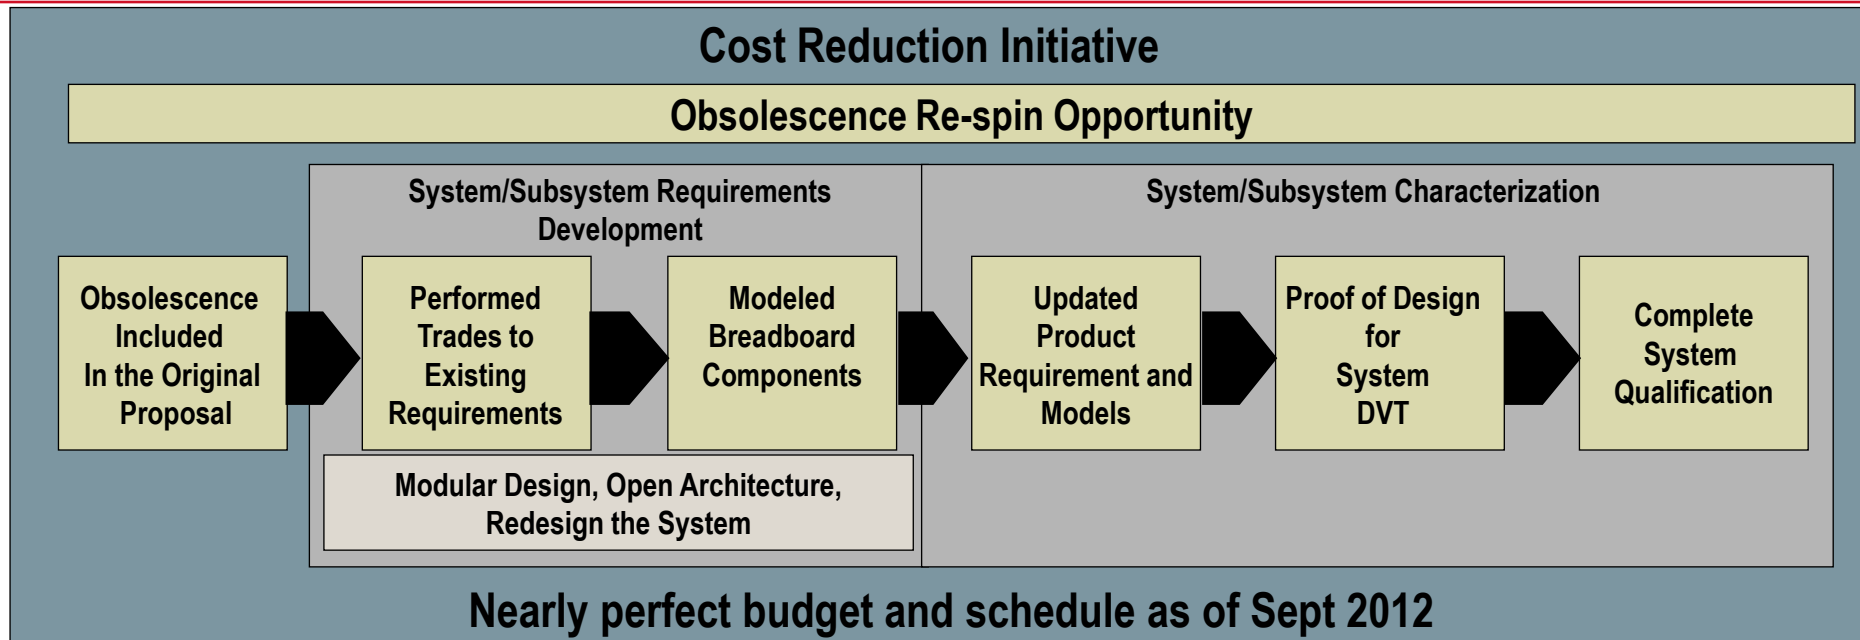 Cost Reduction Initiative
Obsolescence Re-spin Opportunity
System/Subsystem Requirements
Development
System/Subsystem Characterization
Obsolescence
Included
In the Original
Proposal
Performed
Trades to
Existing
Requirements
Modeled
Breadboard
Components
Updated
Product
Requirement and
Models
Proof of Design
for
System
DVT
Complete
System
Qualification
Modular Design, Open Architecture,
Redesign the System
Nearly perfect budget and schedule as of Sept 2012